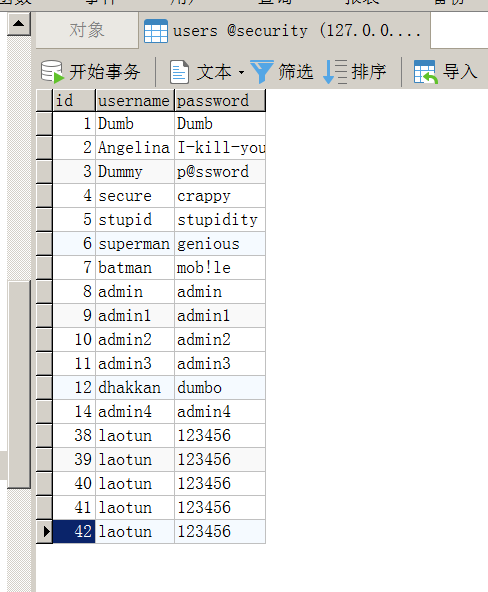 对象 users @security (127.0.0....
开始事务 文本 筛选 排序 导入
id username password
1 Dumb Dumb
2 Angelina I-kill-you
3 Dummy p@ssword
4 secure crappy
5 stupid stupidity
6 superman genious
7 batman mob!le
8 admin admin
9 admin1 admin1
10 admin2 admin2
11 admin3 admin3
12 dhakkan dumbo
14 admin4 admin4
38 laotun 123456
39 laotun 123456
40 laotun 123456
41 laotun 123456
42 laotun 123456